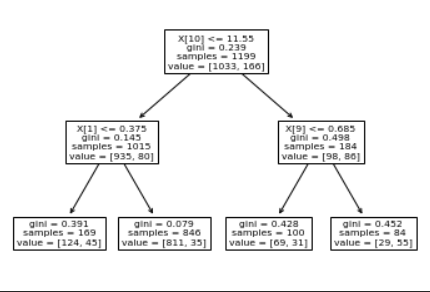 X[10] <= 11.55
gini = 0.239
samples = 1199
value = [1033, 166]
X[1] <= 0.375
gini = 0.145
samples = 1015
value = [935, 80]
X[9] <= 0.685
gini = 0.498
samples = 184
value = [98, 86]
gini = 0.391
samples = 169
value = [124, 45]
gini = 0.079
samples = 846
value = [811, 35]
gini = 0.428
samples = 100
value = [69, 31]
gini = 0.452
samples = 84
value = [29, 55]